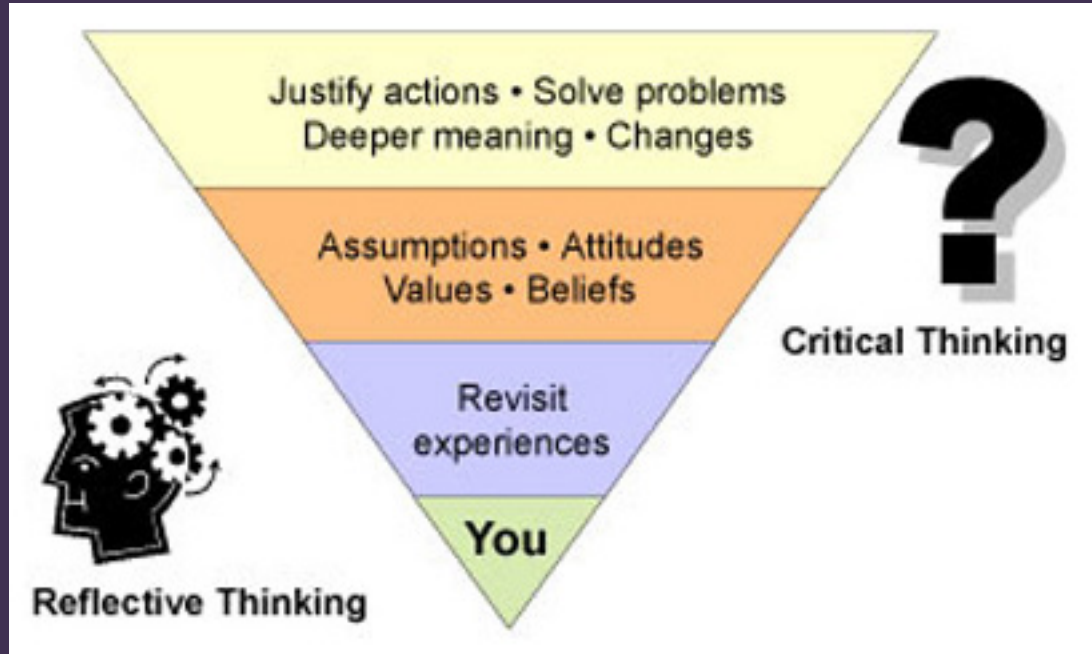 Justify actions • Solve problems
Deeper meaning • Changes
Assumptions • Attitudes
Values • Beliefs
Critical Thinking
Revisit
experiences
You
Reflective Thinking
?